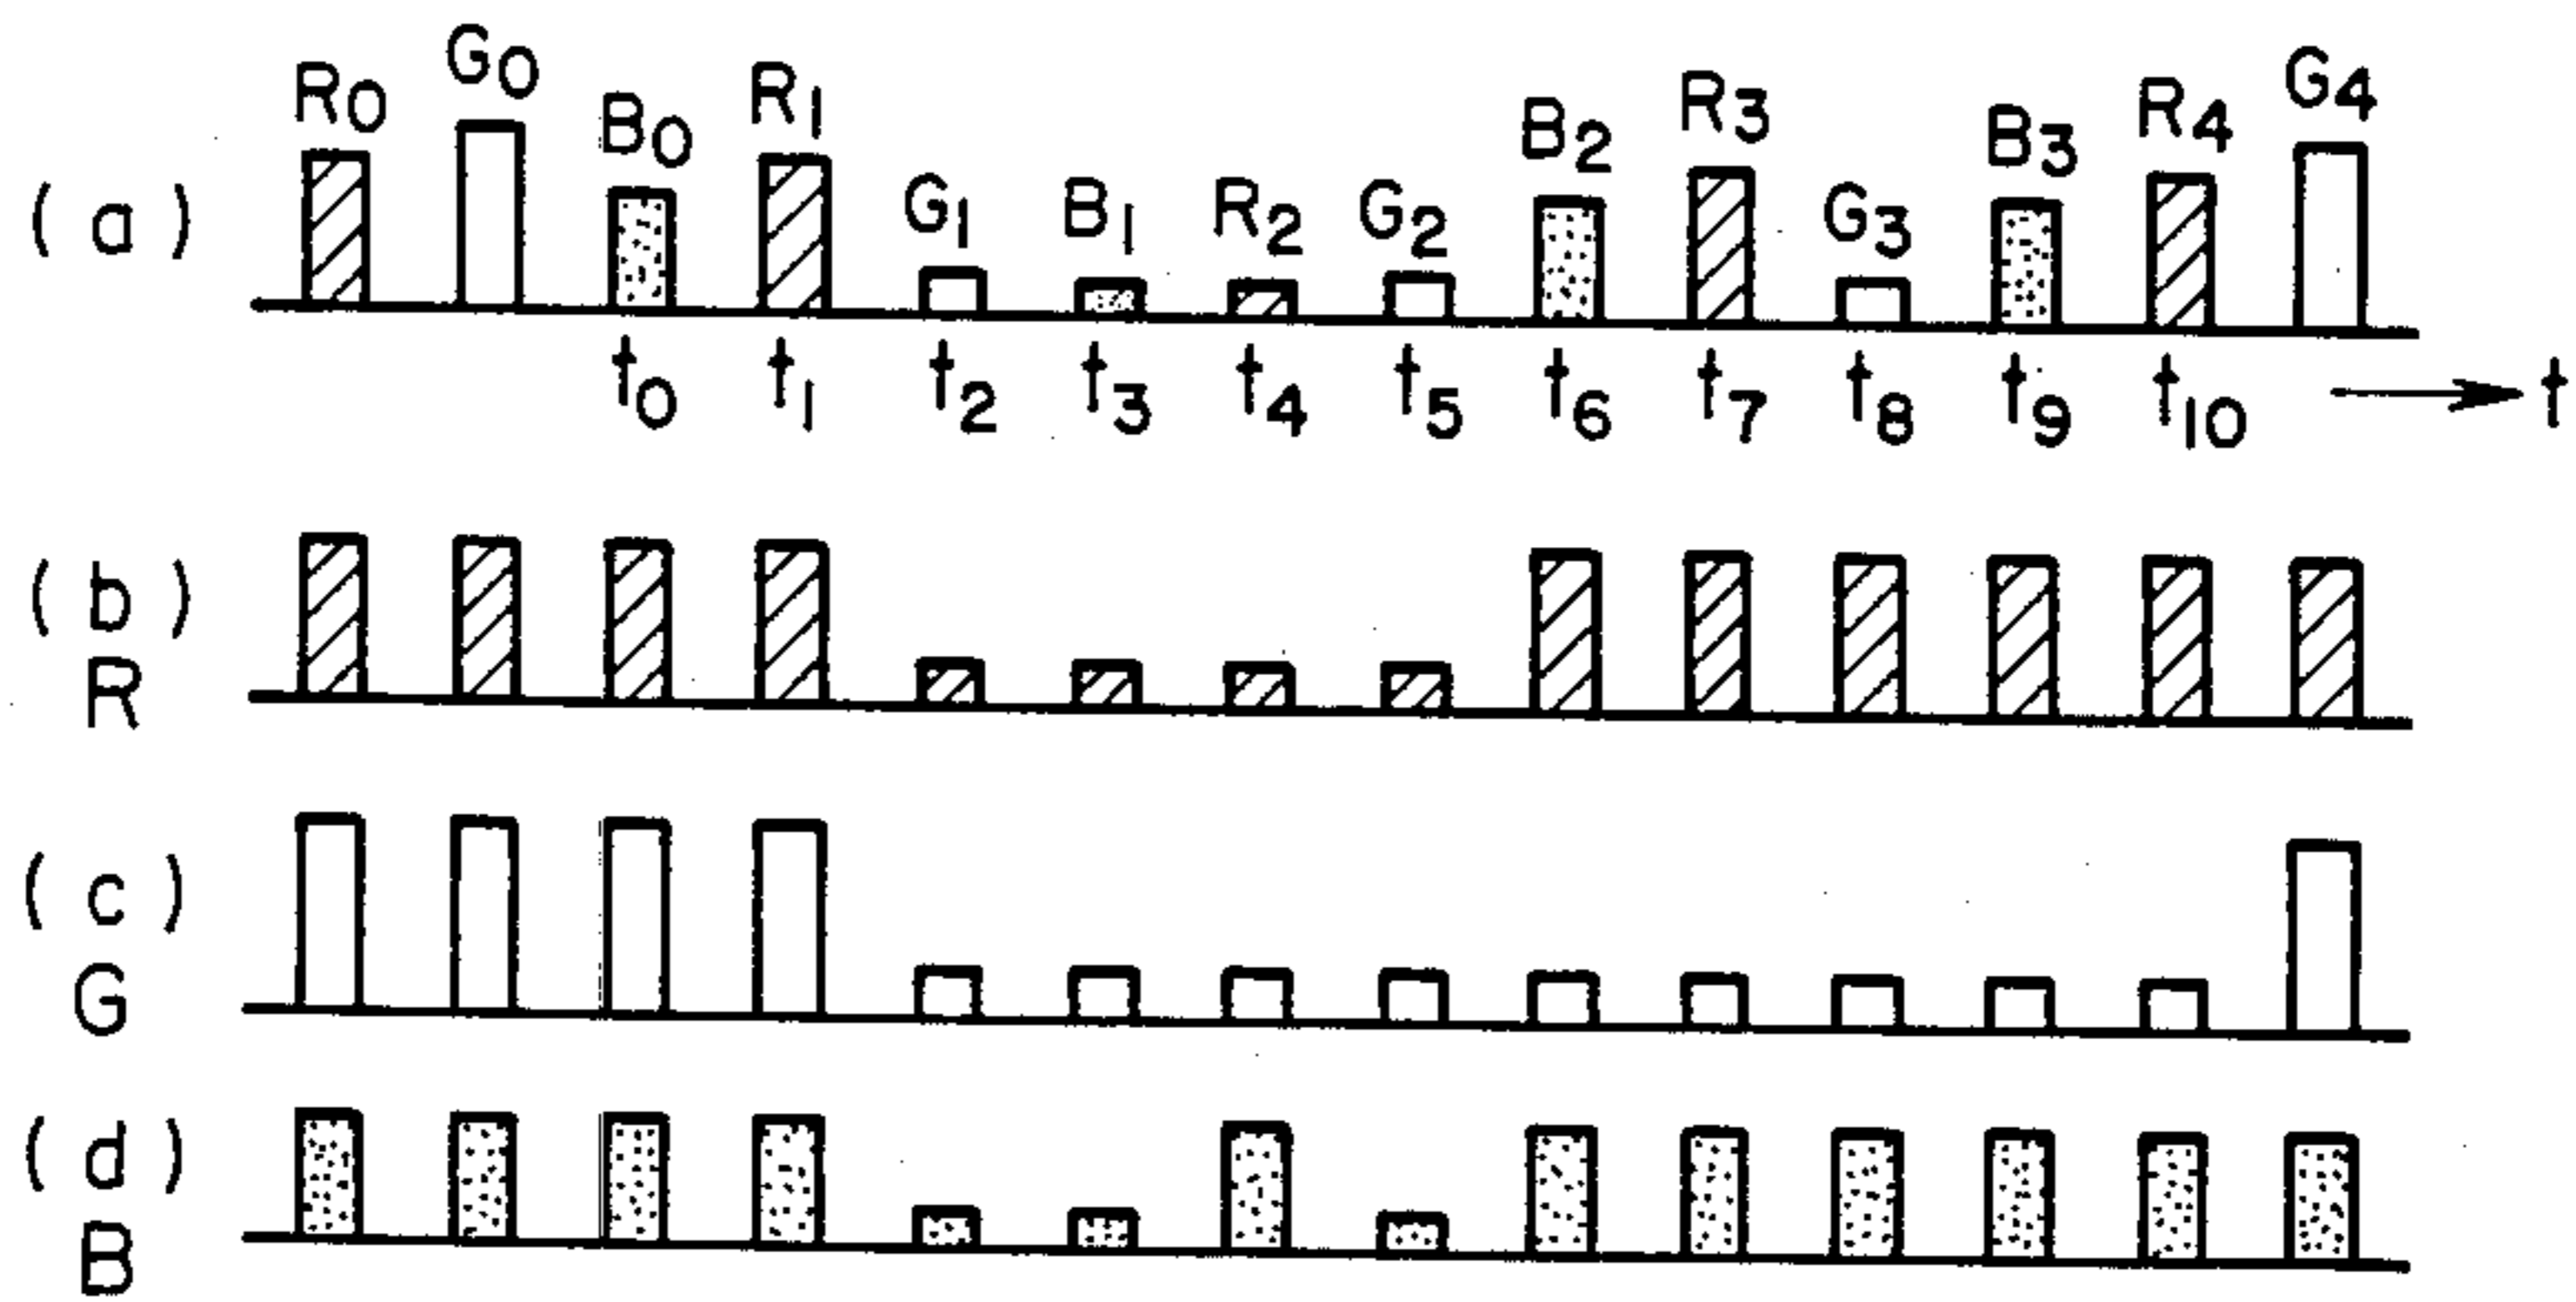 R0 G0 B0 R1 G1 B1 R2 G2 B2 R3 G3 B3 R4 G4
(a)
t0 t1 t2 t3 t4 t5 t6 t7 t8 t9 t10 t
(b)
R
(c)
G
(d)
B